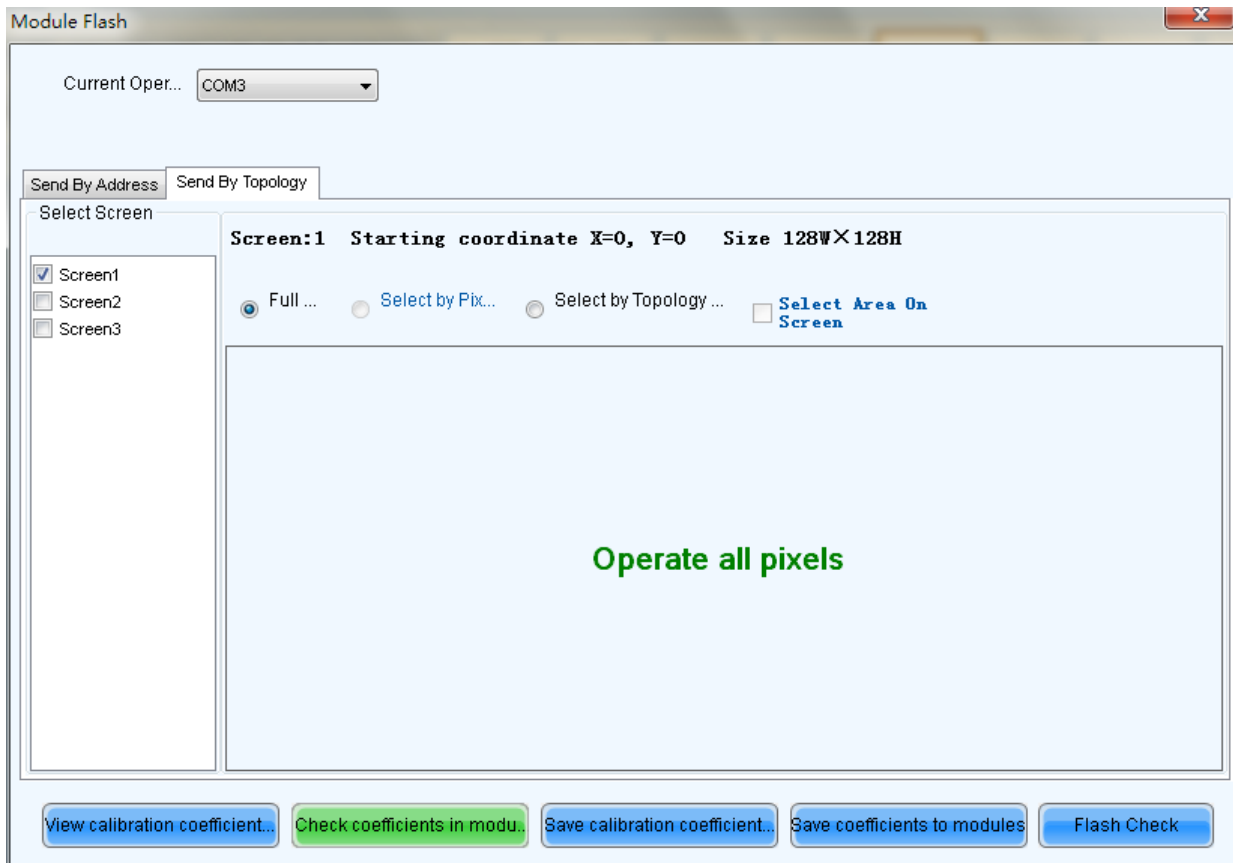 Module Flash
Current Oper... COM3
Send By Address Send By Topology
Select Screen
Screen:1 Starting coordinate X=0, Y=0 Size 128W×128H
Screen1
Screen2
Screen3
Full ... Select by Pix... Select by Topology ... Select Area On
Screen
Operate all pixels
View calibration coefficient... Check coefficients in modu.. Save calibration coefficient... Save coefficients to modules Flash Check